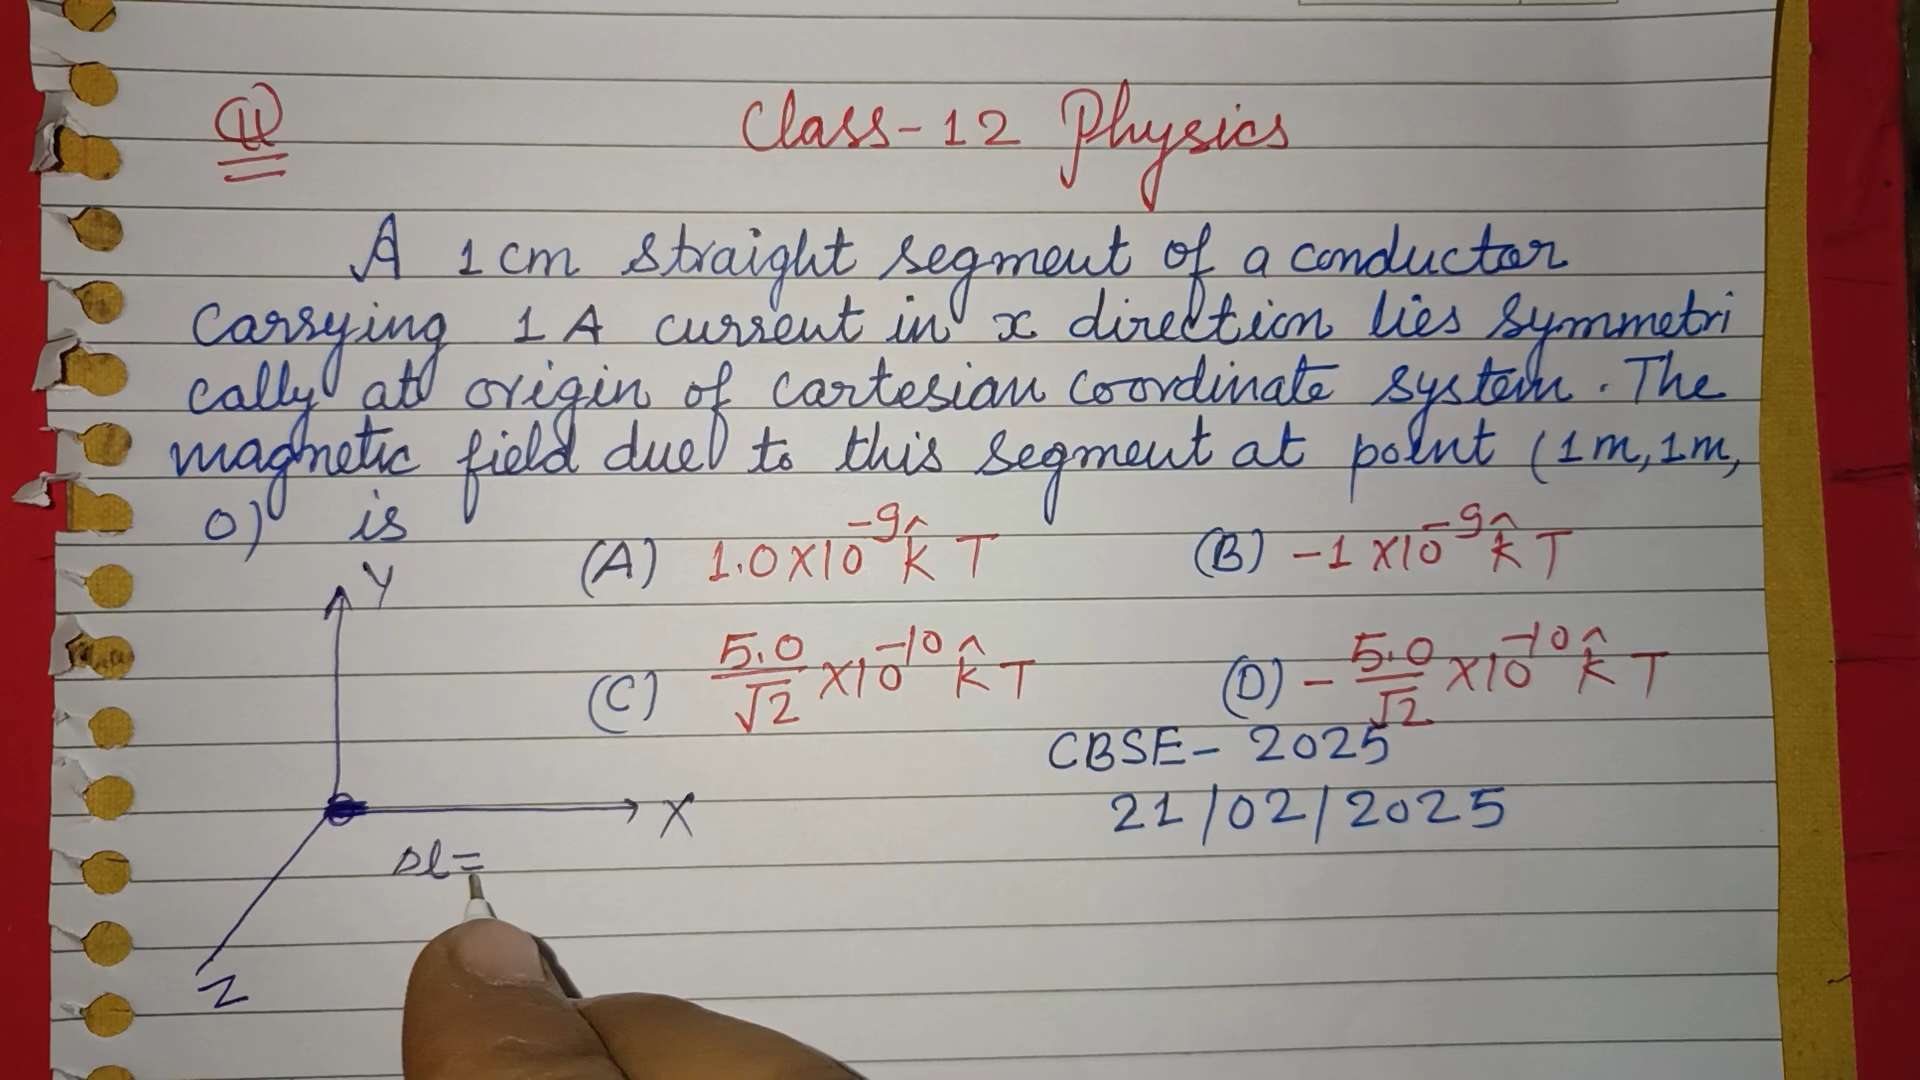 11
Class-12 Physics
A 1 cm straight segment of a conductor
carrying 1 A current in x direction lies symmetri
cally at origin of cartesian coordinate system. The
magnetic field due to this segment at point (1m,1m,
0) is
(A) 1.0×10⁻⁹ k̂ T (B) -1×10⁻⁹ k̂ T
(C) 5.0/√2 ×10⁻¹⁰ k̂ T (D) - 5.0/√2 ×10⁻¹⁰ k̂ T
CBSE- 2025
21/02/2025
Y
X
Δl=
Z